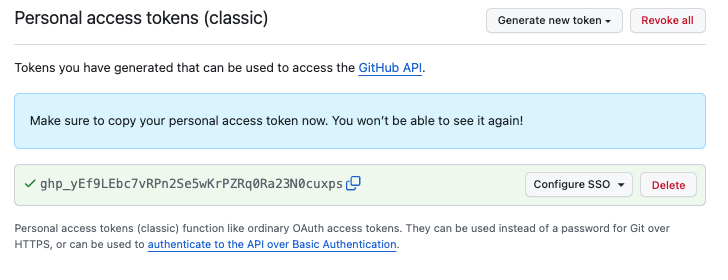 Personal access tokens (classic)
Generate new token
Revoke all
Tokens you have generated that can be used to access the GitHub API.
Make sure to copy your personal access token now. You won’t be able to see it again!
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
Configure SSO
Delete
Personal access tokens (classic) function like ordinary OAuth access tokens. They can be used instead of a password for Git over
HTTPS, or can be used to authenticate to the API over Basic Authentication.